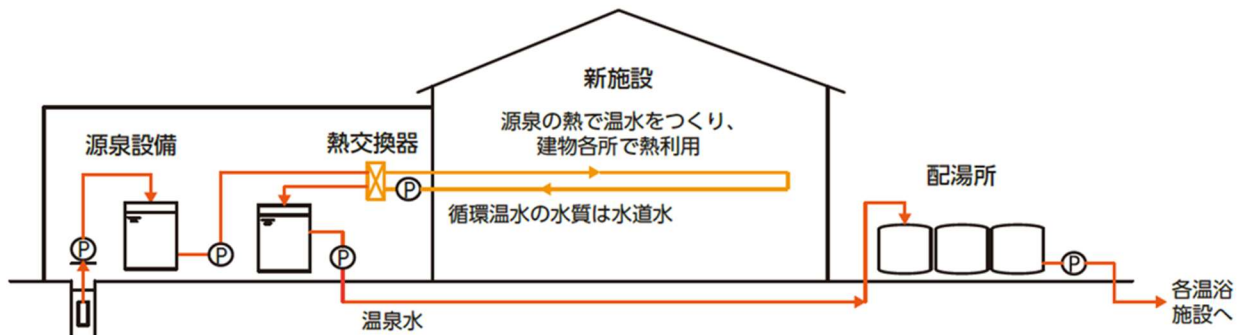 新施設
源泉の熱で温水をつくり、
建物各所で熱利用
源泉設備
熱交換器
配湯所
P
循環温水の水質は水道水
P
P
P
P
温泉水
各温浴
施設へ